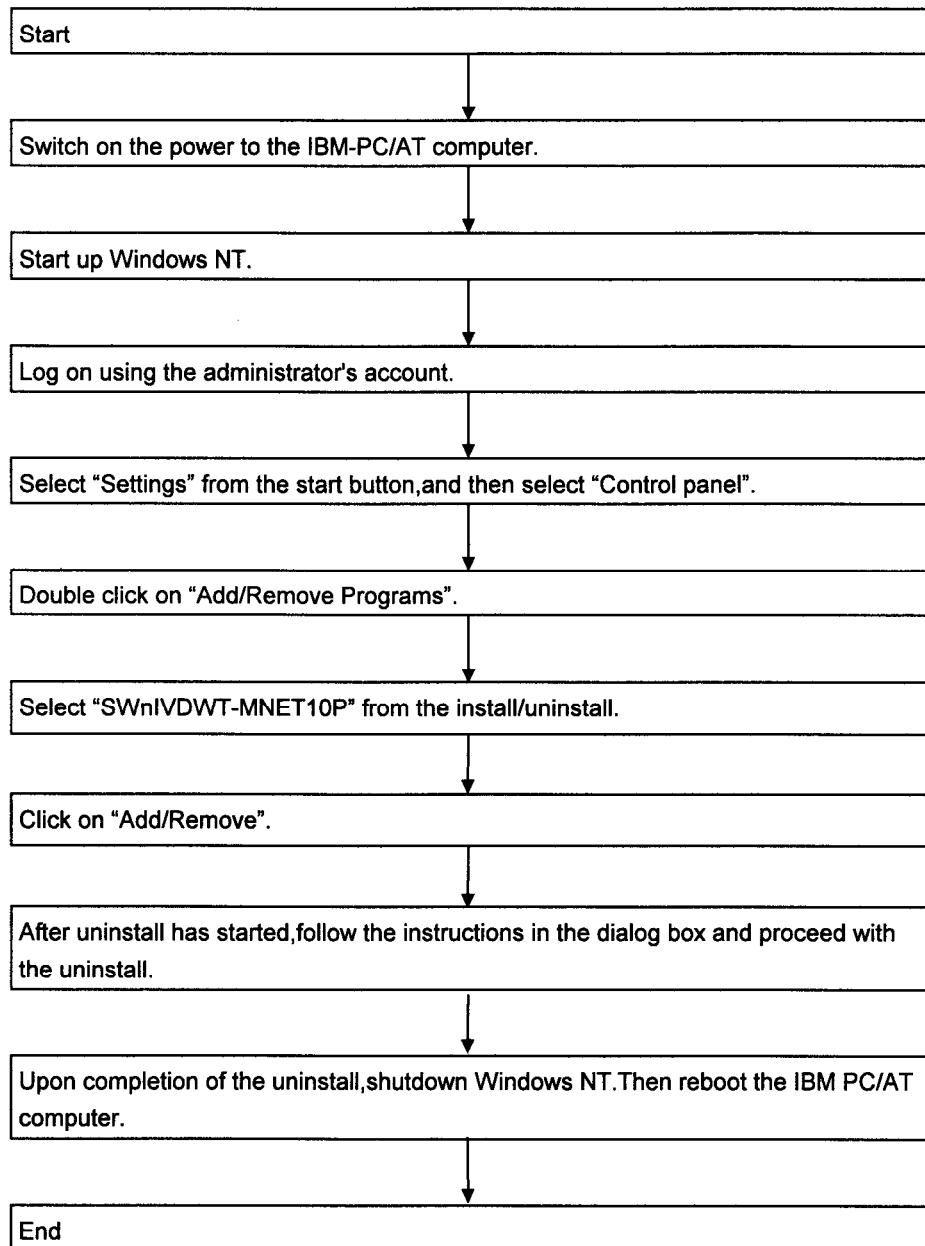 Start
Switch on the power to the IBM-PC/AT computer.
Start up Windows NT.
Log on using the administrator's account.
Select “Settings” from the start button,and then select “Control panel”.
Double click on “Add/Remove Programs”.
Select “SWnIVDWT-MNET10P” from the install/uninstall.
Click on “Add/Remove”.
After uninstall has started,follow the instructions in the dialog box and proceed with
the uninstall.
Upon completion of the uninstall,shutdown Windows NT.Then reboot the IBM PC/AT
computer.
End